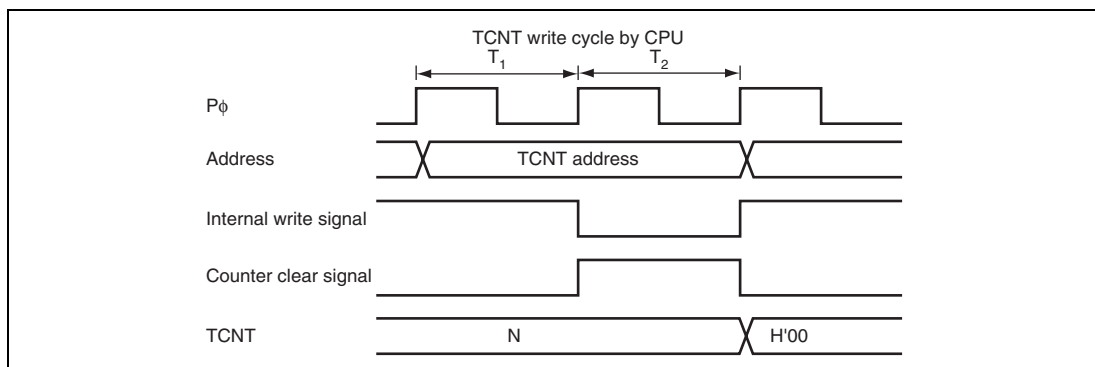 TCNT write cycle by CPU
T1 T2
Pϕ
Address TCNT address
Internal write signal
Counter clear signal
TCNT N H'00